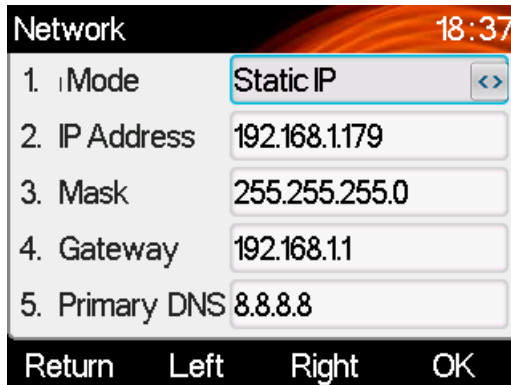 Network 18:37
1. Mode Static IP <>
2. IP Address 192.168.1.179
3. Mask 255.255.255.0
4. Gateway 192.168.1.1
5. Primary DNS 8.8.8.8
Return Left Right OK